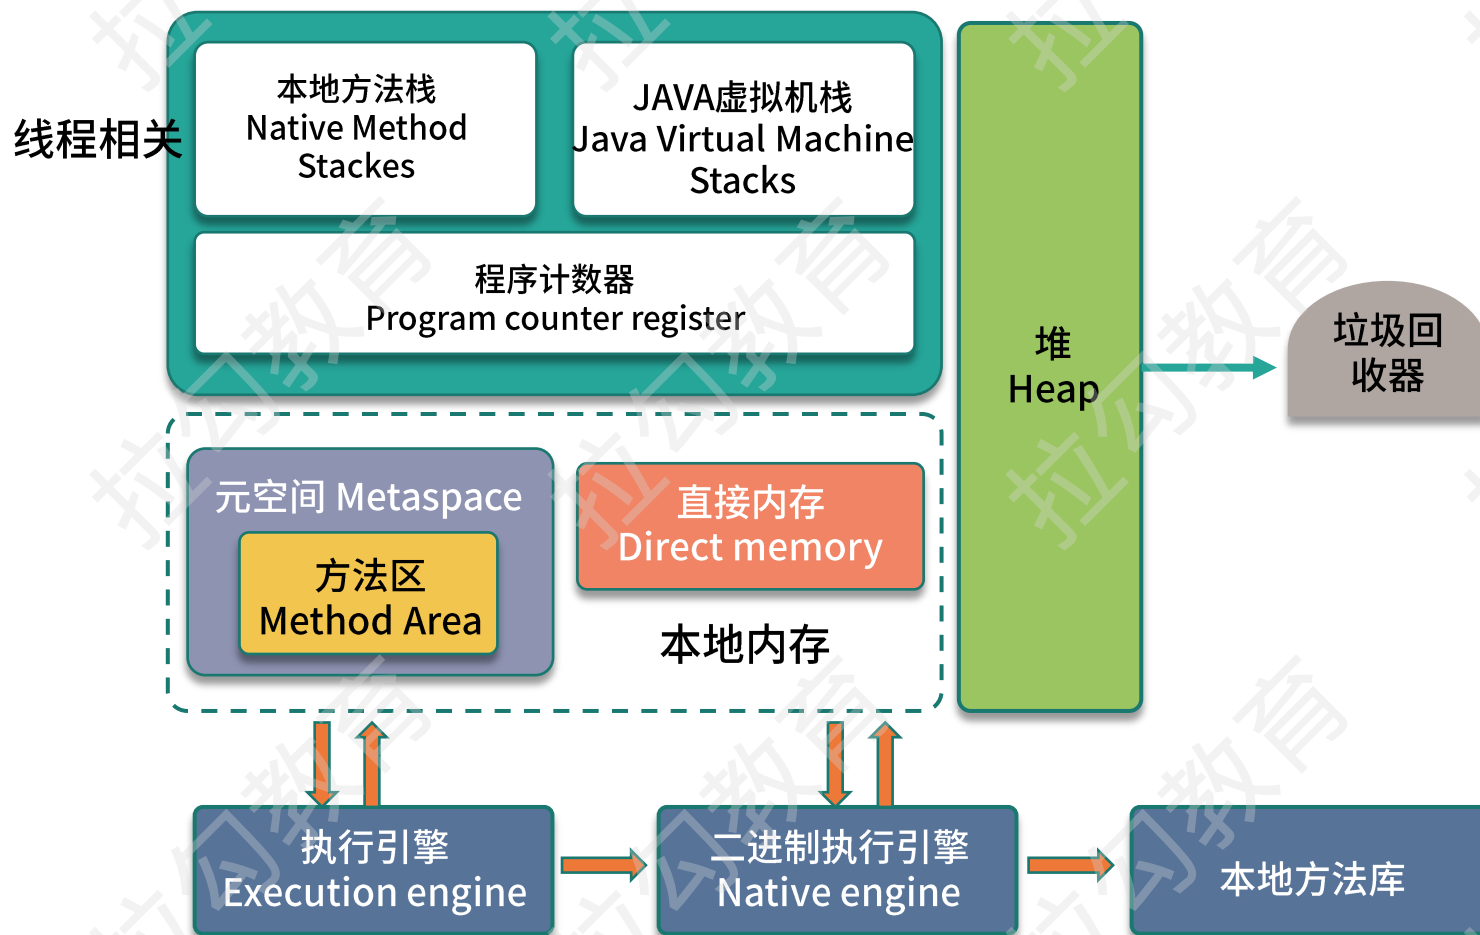 线程相关
本地方法栈
Native Method
Stackes
JAVA虚拟机栈
Java Virtual Machine
Stacks
程序计数器
Program counter register
堆
Heap
垃圾回
收器
元空间 Metaspace
方法区
Method Area
直接内存
Direct memory
本地内存
执行引擎
Execution engine
二进制执行引擎
Native engine
本地方法库
拉勾教育